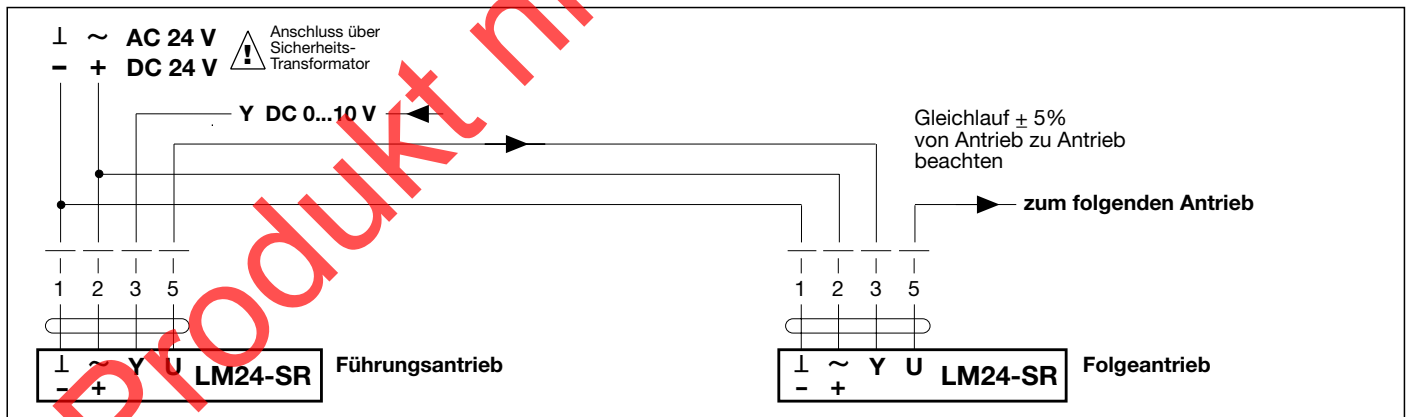 ⊥ ~ AC 24 V
– + DC 24 V
Anschluss über
Sicherheits-
Transformator
Y DC 0...10 V
Gleichlauf ± 5%
von Antrieb zu Antrieb
beachten
zum folgenden Antrieb
1 2 3 5
1 2 3 5
⊥ ~ Y U LM24-SR
– +
Führungsantrieb
⊥ ~ Y U LM24-SR
– +
Folgeantrieb
Produkt